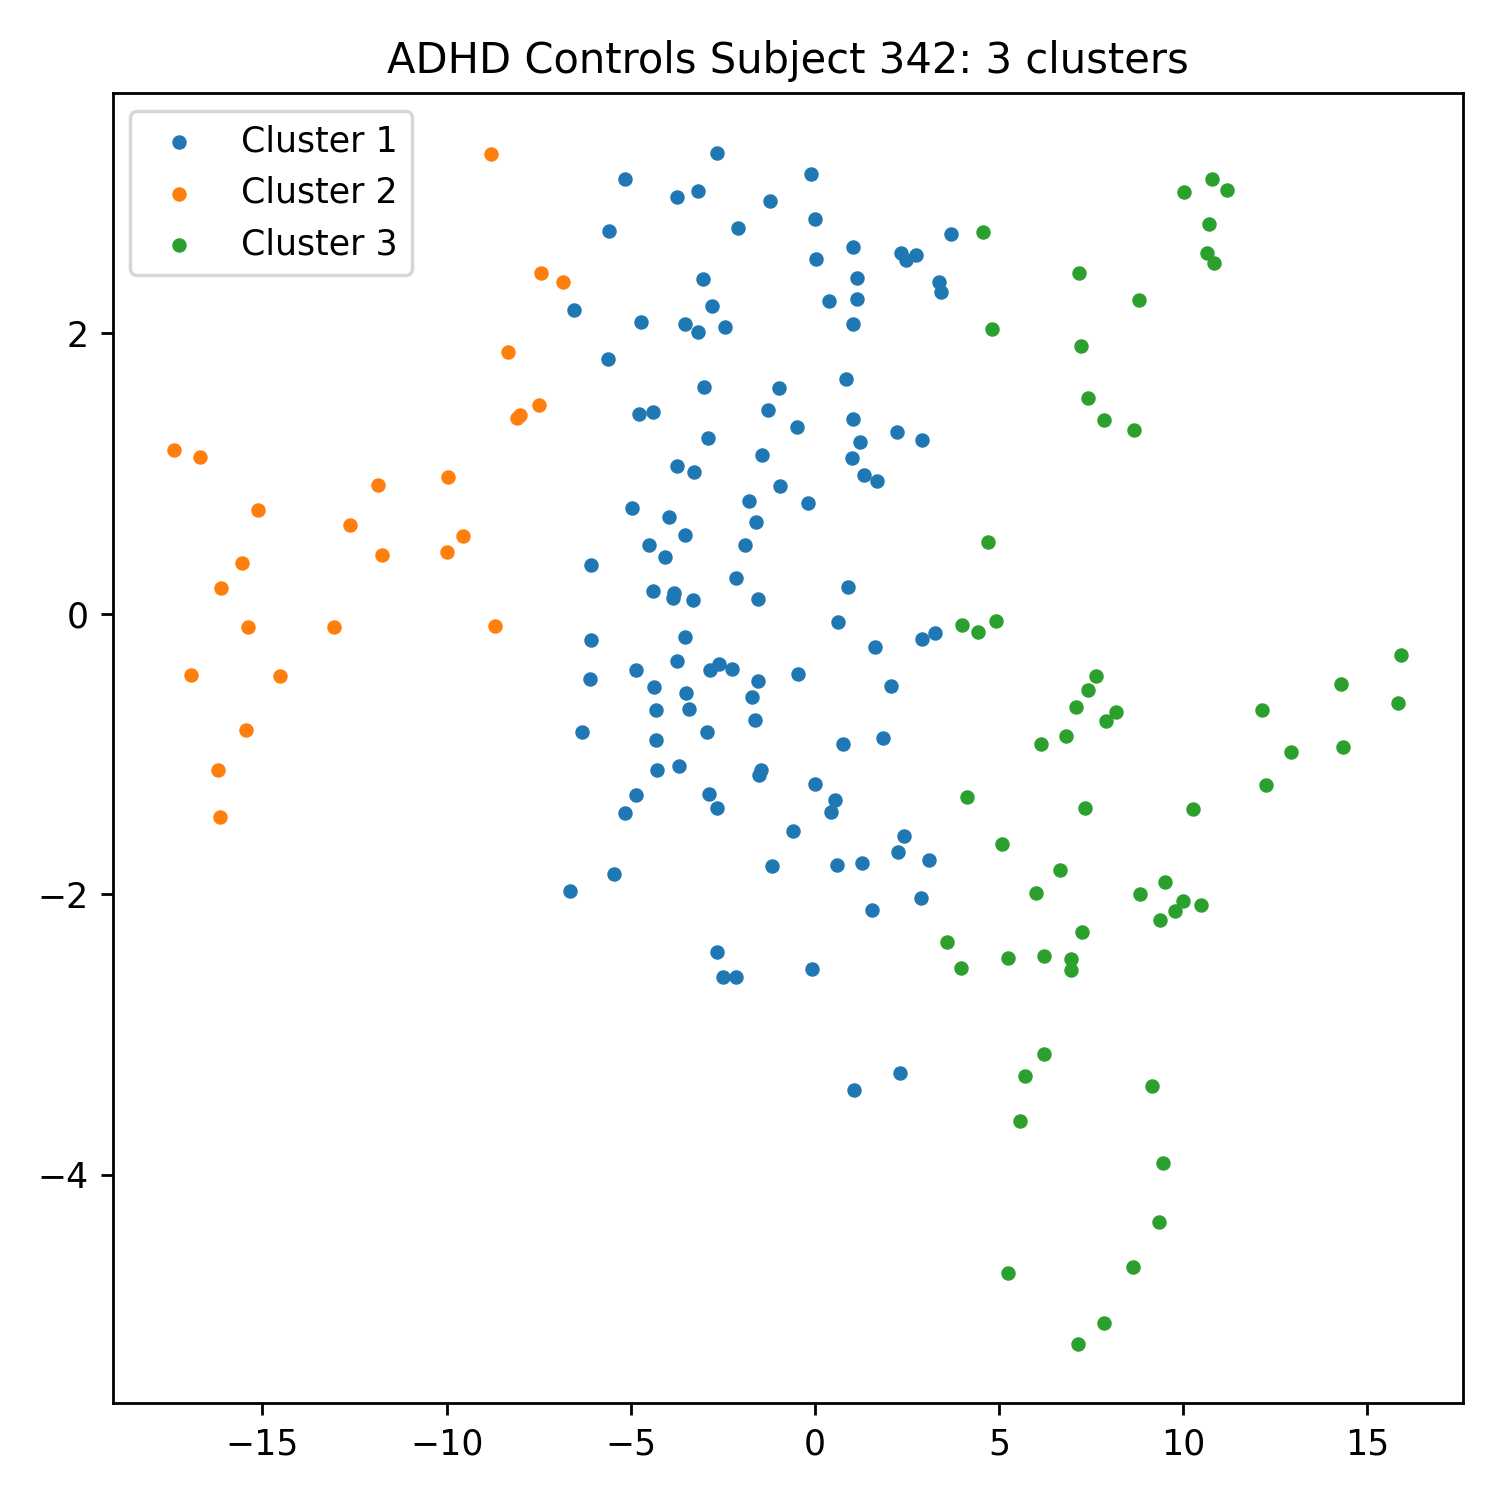 ADHD Controls Subject 342: 3 clusters
Cluster 1
Cluster 2
Cluster 3
2
0
−2
−4
−15 −10 −5 0 5 10 15